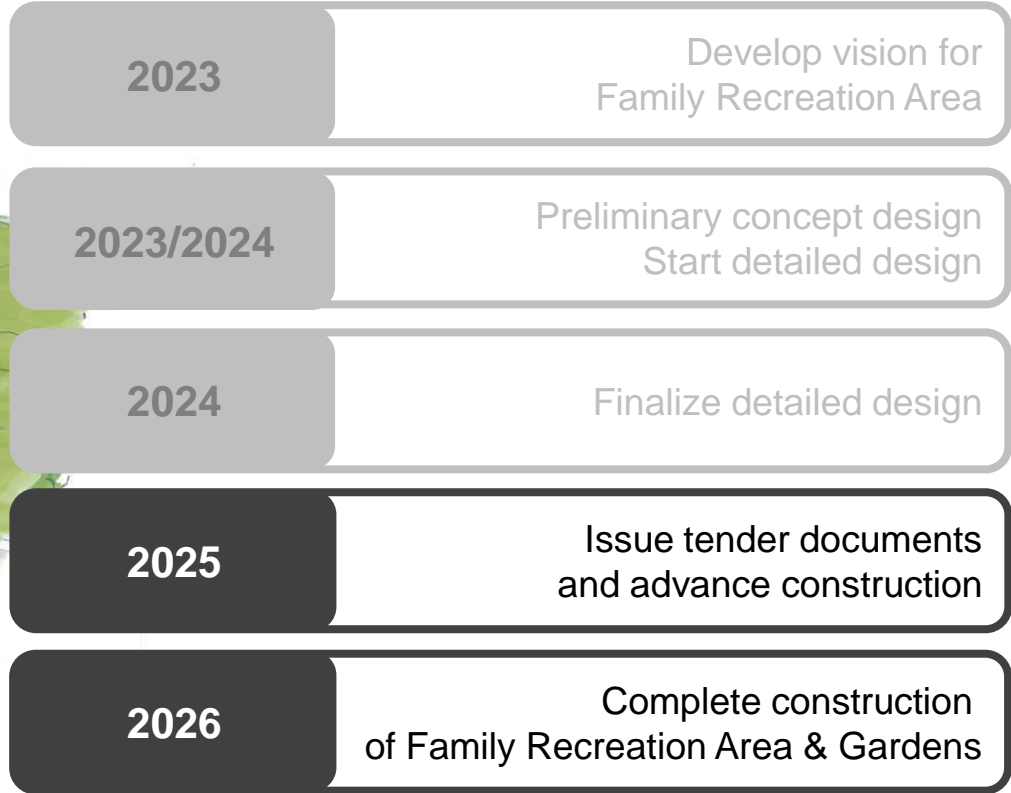 2023
Develop vision for
Family Recreation Area
2023/2024
Preliminary concept design
Start detailed design
2024
Finalize detailed design
2025
Issue tender documents
and advance construction
2026
Complete construction
of Family Recreation Area & Gardens